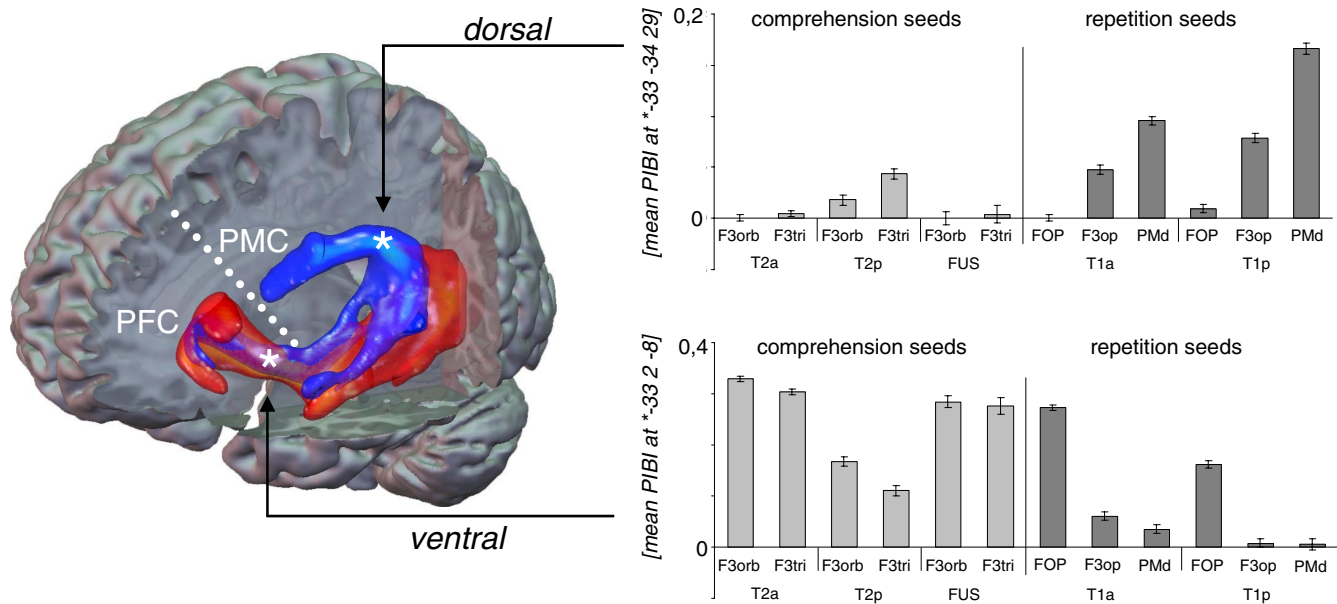 dorsal
PMC
*
PFC
*
ventral
[mean PIBI at *-33 -34 29]
0,2
0
comprehension seeds
repetition seeds
F3orb F3tri F3orb F3tri F3orb F3tri FOP F3op PMd FOP F3op PMd
T2a T2p FUS T1a T1p
[mean PIBI at *-33 2 -8]
0,4
0
comprehension seeds
repetition seeds
F3orb F3tri F3orb F3tri F3orb F3tri FOP F3op PMd FOP F3op PMd
T2a T2p FUS T1a T1p